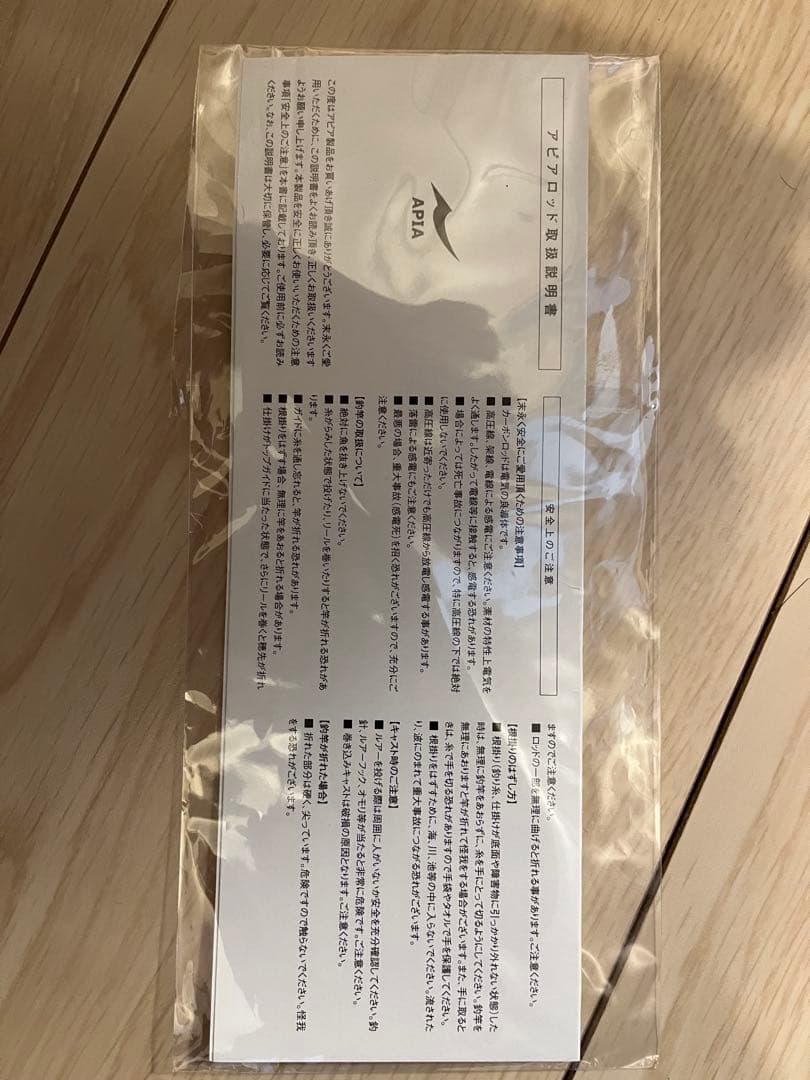 アピアロッド取扱説明書
APIA
この度はアピア製品をお買いあげ頂き誠にありがとうございます。末永くご愛
用いただくために、この説明書をよくお読み頂き、正しくお取扱いくださいます
ようお願い申し上げます。本製品を安全に正しくお使いいただくための注意
事項「安全上のご注意」を本書に記載しております。ご使用前に必ずお読み
ください。なお、この説明書は大切に保管し、必要に応じてご覧ください。
安全上のご注意
【末永く安全にご愛用頂くための注意事項】
■ カーボンロッドは電気の良導体です。
■ 高圧線、架線、電線による感電にご注意ください。素材の特性上電気を
よく通します。したがって電線等に接触すると、感電する恐れがあります。
■ 場合によっては死亡事故につながりますので、特に高圧線の下では絶対
に使用しないでください。
■ 高圧線は近寄っただけでも高圧線から放電し感電する事があります。
■ 落雷による感電にもご注意ください。
■ 最悪の場合、重大事故(感電死)を招く恐れがございますので、充分にご
注意ください。
【釣竿の取扱について】
■ 絶対に魚を抜き上げないでください。
■ 糸がらみした状態で投げたり、リールを巻いたりすると竿が折れる恐れがあ
ります。
■ ガイドに糸を通し忘れると、竿が折れる恐れがあります。
■ 根掛りをはずす場合、無理に竿をあおると折れる場合があります。
■ 仕掛けがトップガイドに当たった状態で、さらにリールを巻くと穂先が折れ
ますのでご注意ください。
■ ロッドの一部を無理に曲げると折れる事があります。ご注意ください。
【根掛りのはずし方】
■ 根掛り(釣り糸、仕掛けが底面や障害物に引っかかり外れない状態)した
時は、無理に釣竿をあおらずに、糸を手にとって切るようにしてください。釣竿を
無理にあおりますと竿が折れて怪我をする場合がございます。また、手に取ると
きは、糸で手を切る恐れがありますので手袋やタオルで手を保護してください。
■ 根掛りをはずすために、海、川、池等の中に入らないでください。流された
り、波にのまれて重大事故につながる恐れがございます。
【キャスト時のご注意】
■ ルアーを投げる際は周囲に人がいないか安全を充分確認してください。釣
針、ルアーフック、オモリ等が当たると非常に危険です。ご注意ください。
■ 巻き込みキャストは破損の原因となります。ご注意ください。
【釣竿が折れた場合】
■ 折れた部分は硬く、尖っています。危険ですので触らないでください。怪我
をする恐れがございます。